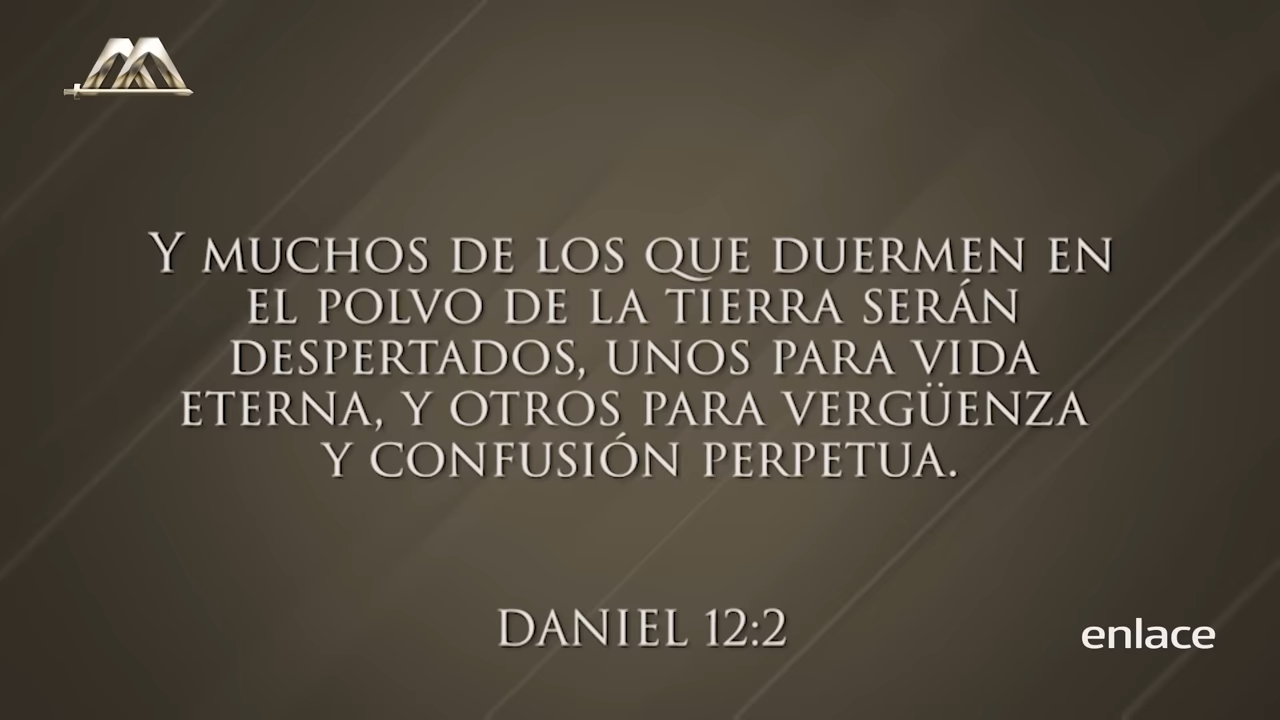 Y MUCHOS DE LOS QUE DUERMEN EN
EL POLVO DE LA TIERRA SERÁN
DESPERTADOS, UNOS PARA VIDA
ETERNA, Y OTROS PARA VERGÜENZA
Y CONFUSIÓN PERPETUA.
DANIEL 12:2
enlace